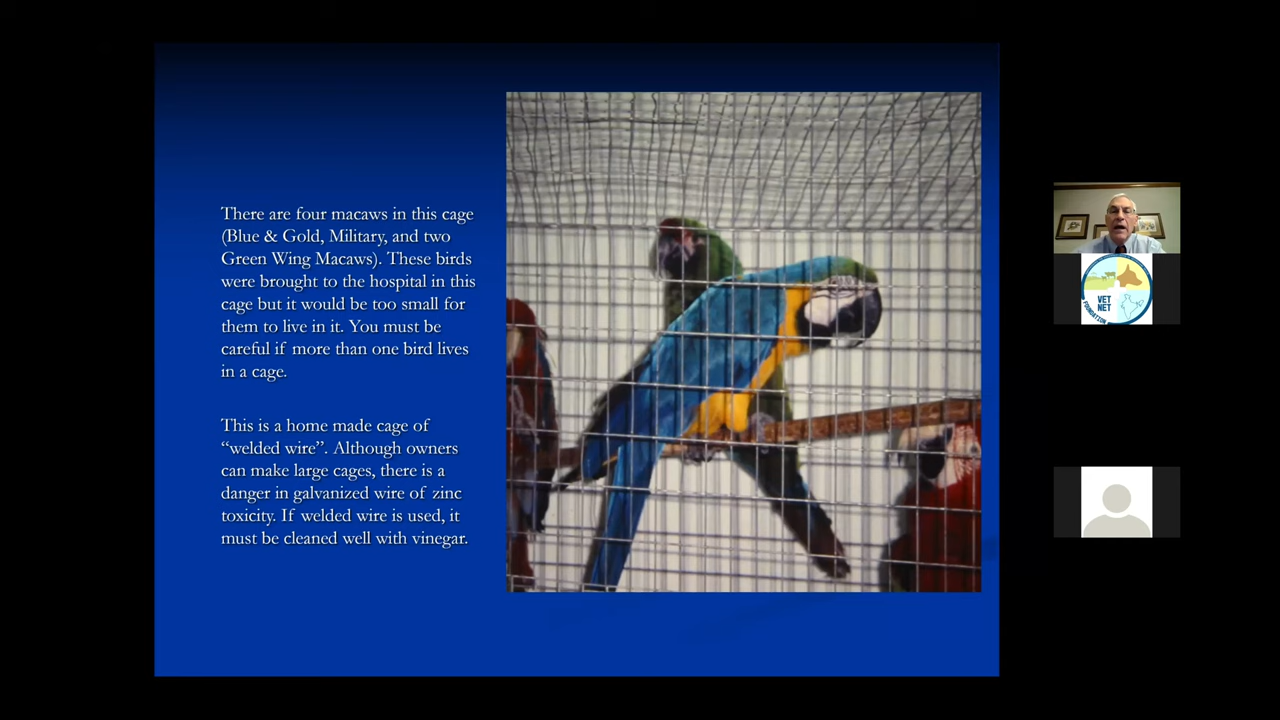 There are four macaws in this cage
(Blue & Gold, Military, and two
Green Wing Macaws). These birds
were brought to the hospital in this
cage but it would be too small for
them to live in it. You must be
careful if more than one bird lives
in a cage.
This is a home made cage of
“welded wire”. Although owners
can make large cages, there is a
danger in galvanized wire of zinc
toxicity. If welded wire is used, it
must be cleaned well with vinegar.
VET
NET
FOUNDATION